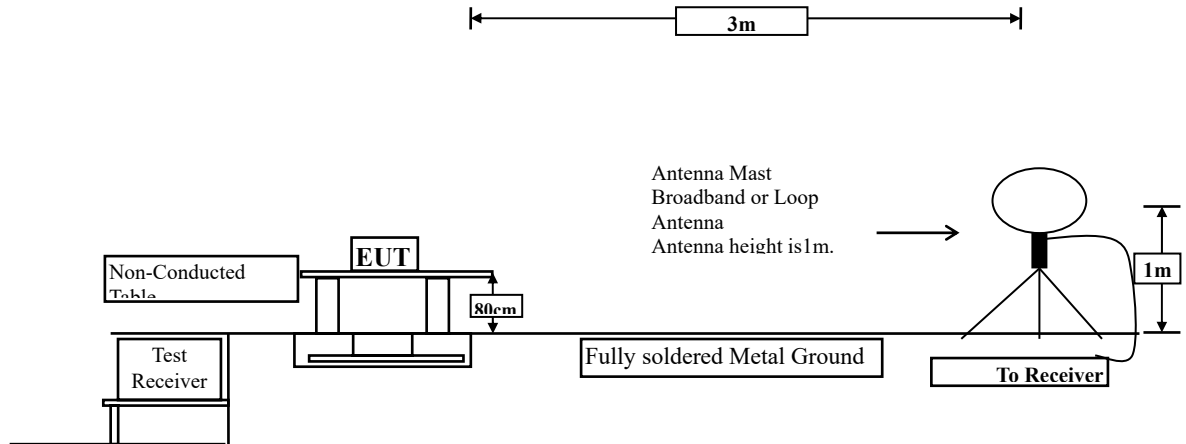 3m
Antenna Mast
Broadband or Loop
Antenna
Antenna height is1m.
EUT
Non-Conducted
Table
80cm
1m
Test
Receiver
Fully soldered Metal Ground
To Receiver